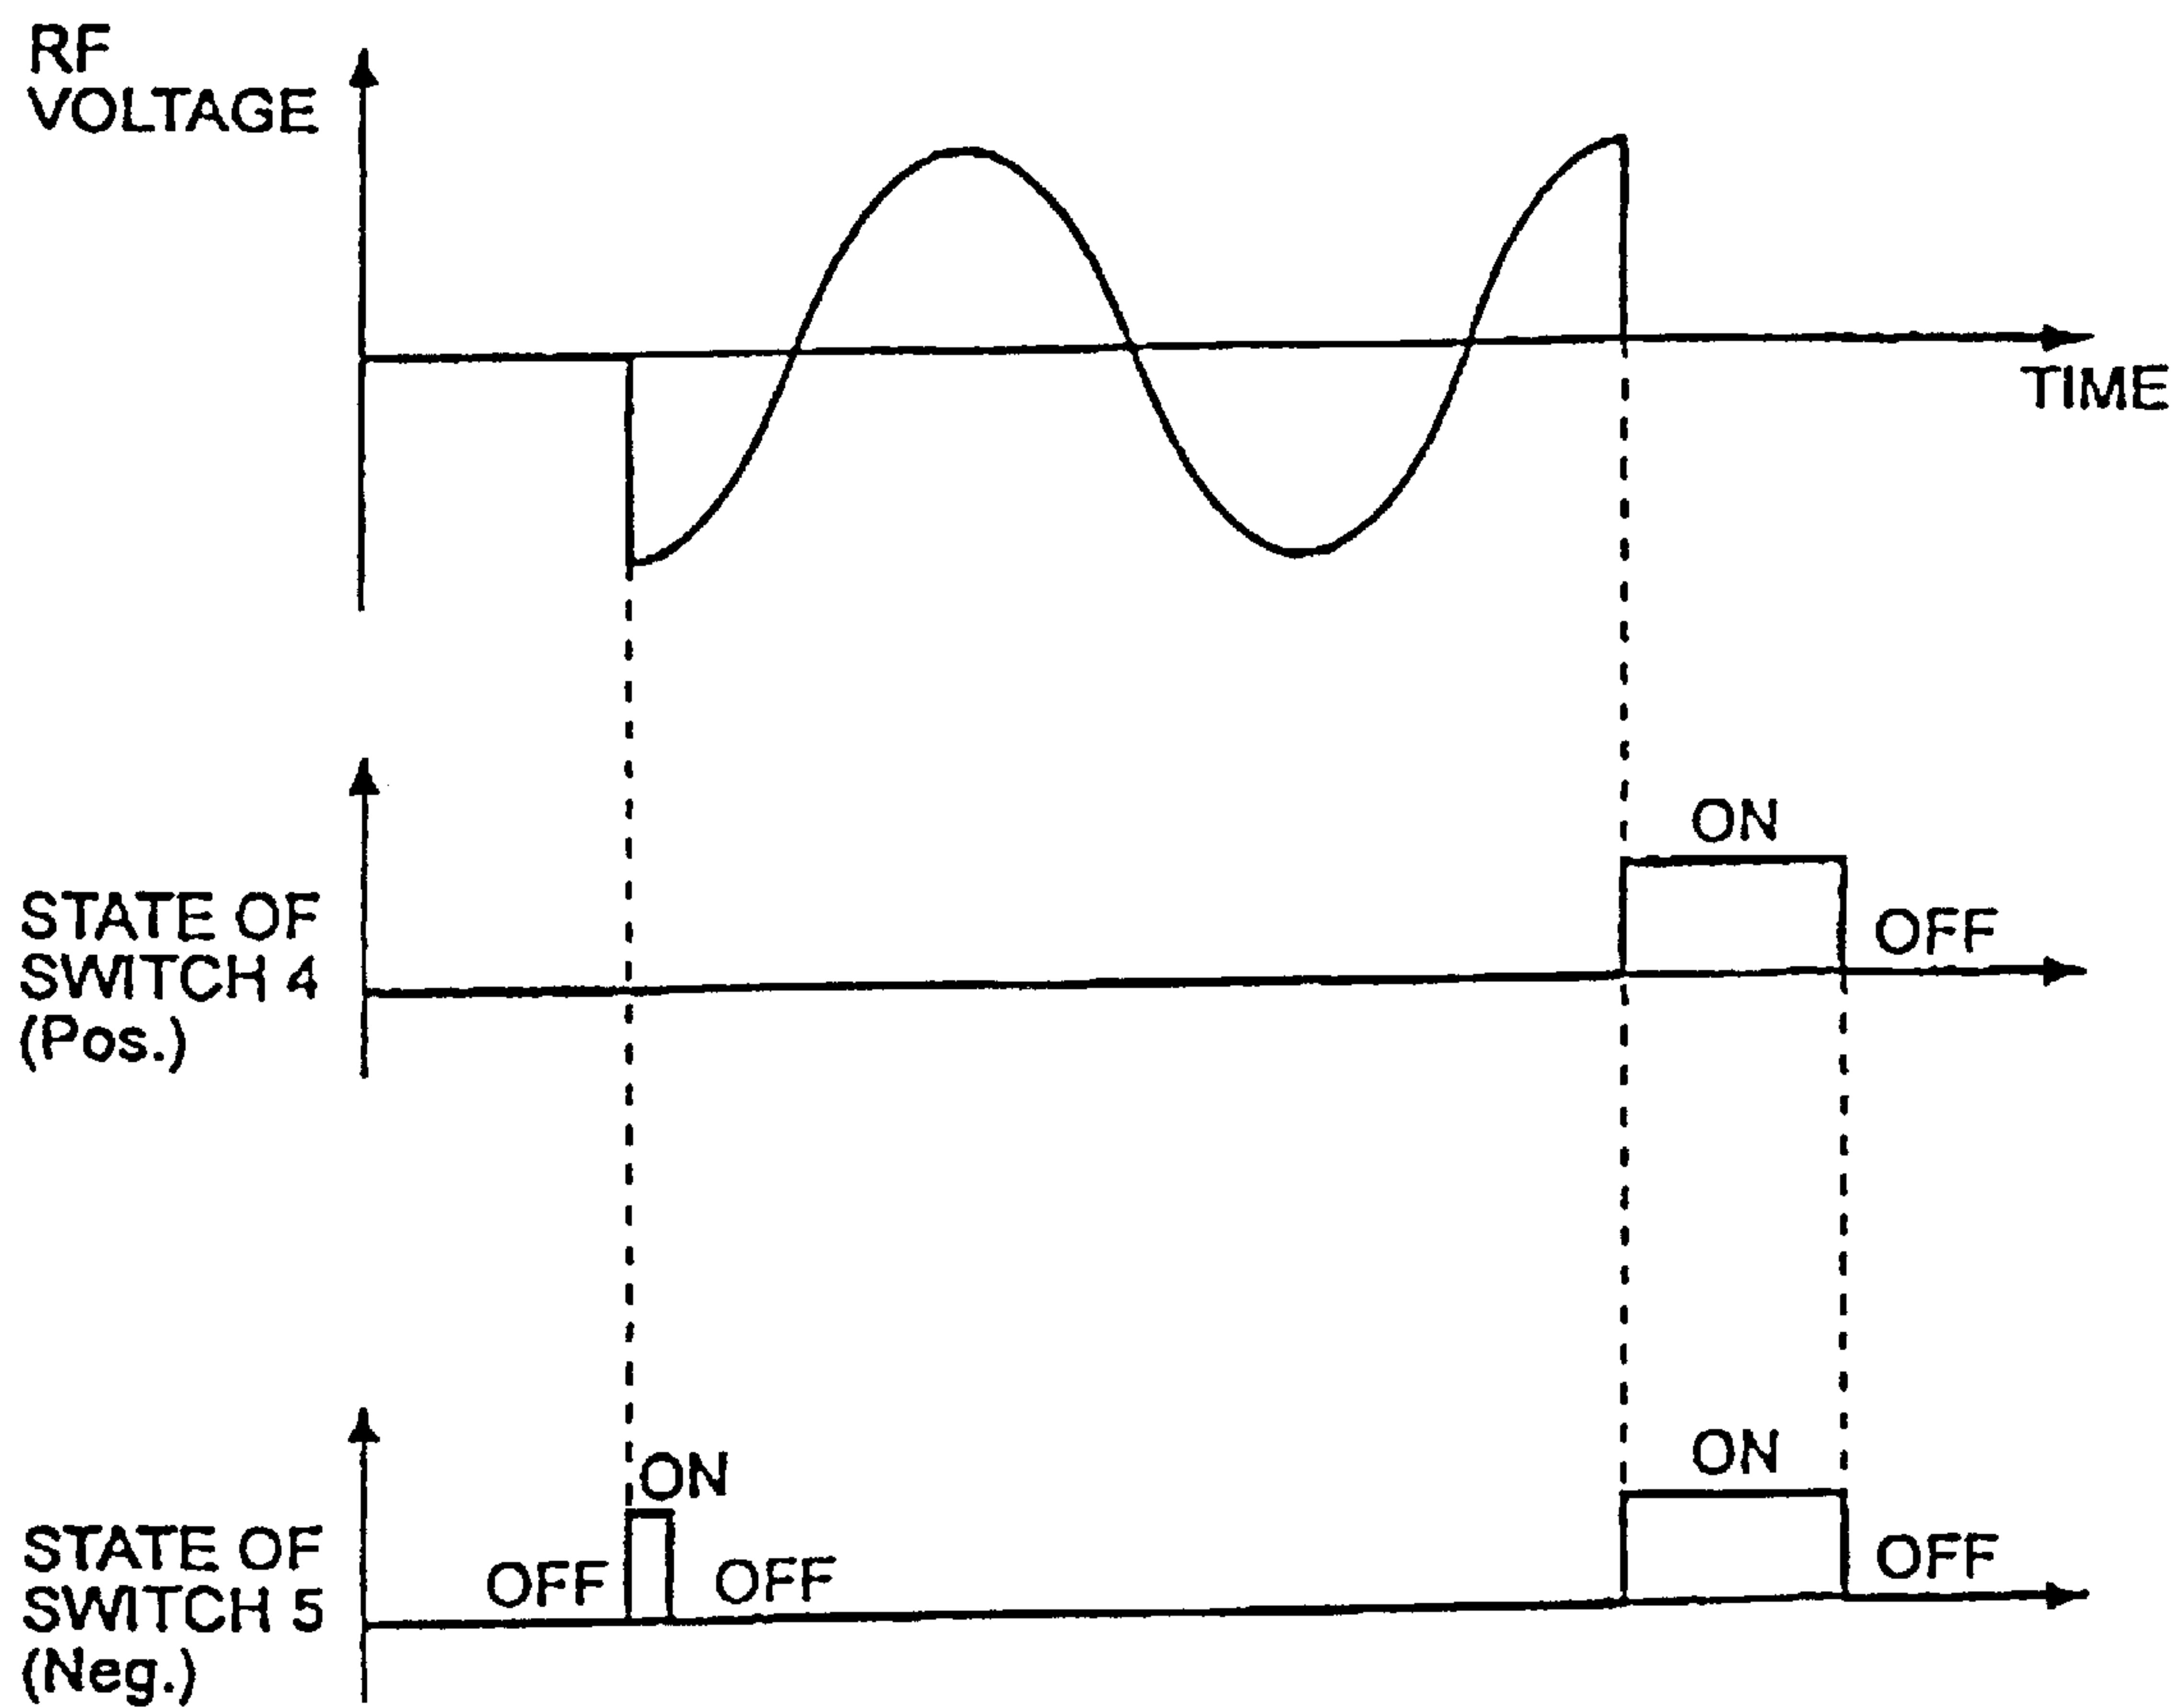 RF
VOLTAGE
TIME
ON
STATE OF
SWITCH 4
(Pos.)
OFF
ON
ON
STATE OF
SWITCH 5
(Neg.)
OFF
OFF
OFF